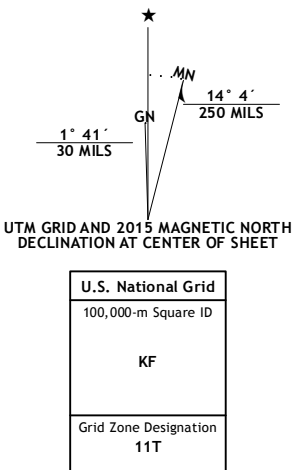 ★
MN
GN
14° 4´
250 MILS
1° 41´
30 MILS
UTM GRID AND 2015 MAGNETIC NORTH
DECLINATION AT CENTER OF SHEET
U.S. National Grid
100,000-m Square ID
KF
Grid Zone Designation
11T